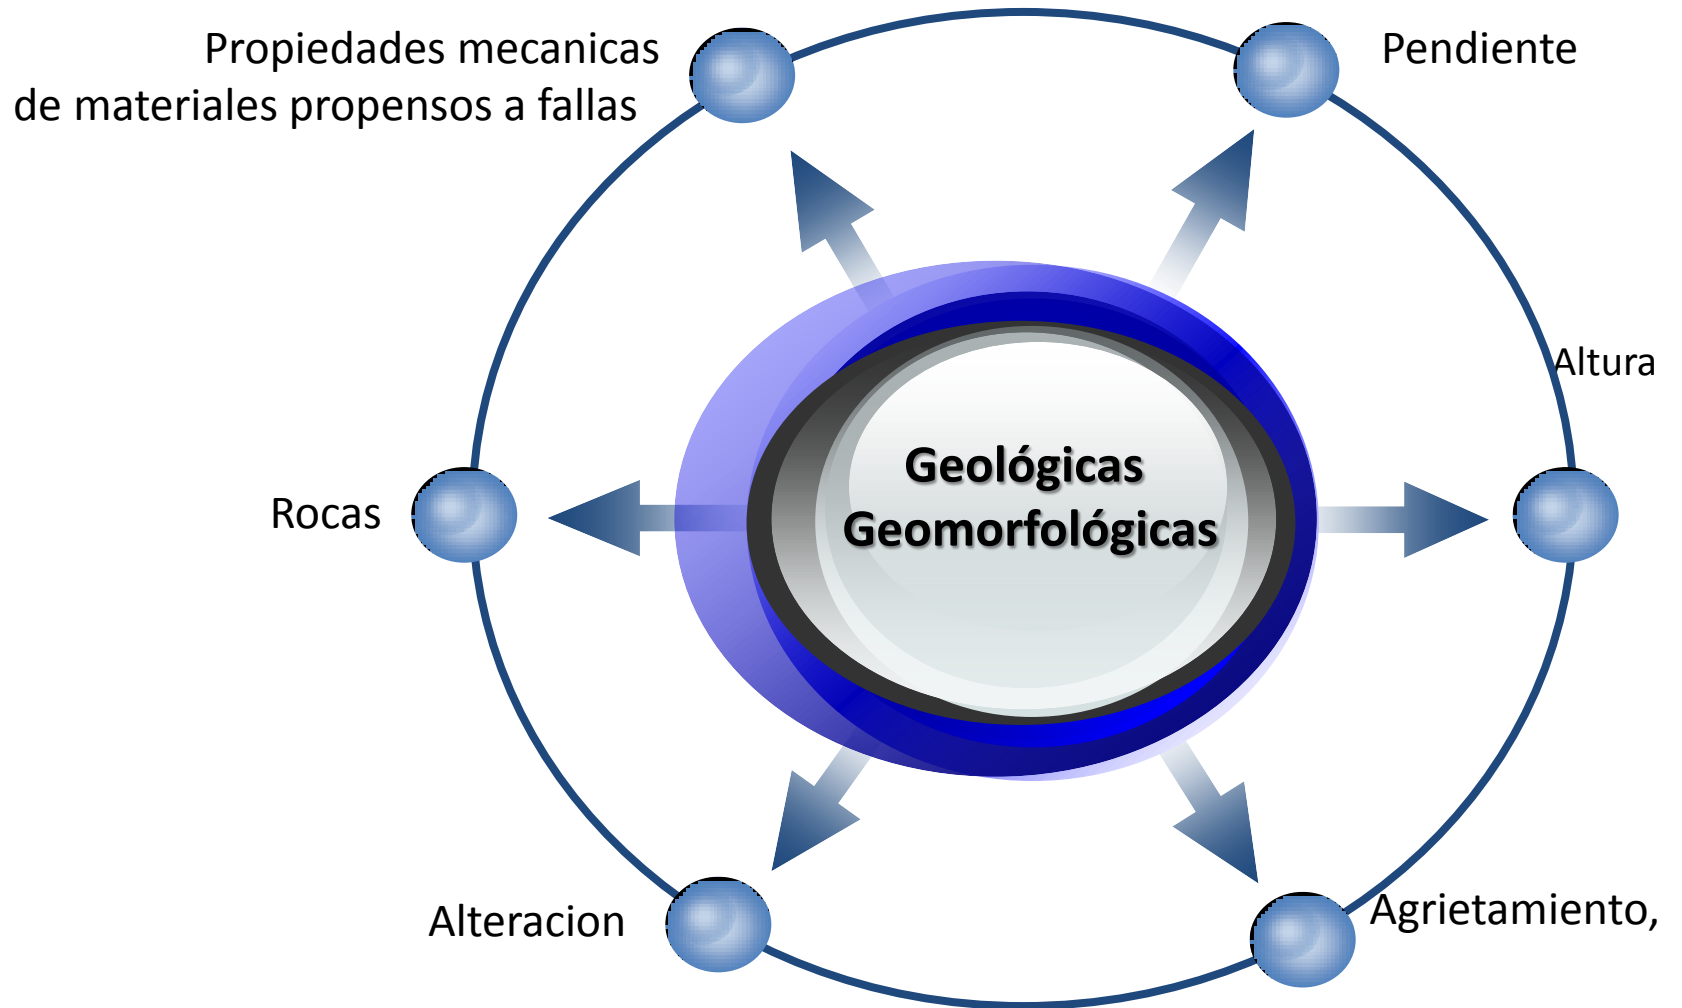 Propiedades mecanicas
de materiales propensos a fallas
Pendiente
Altura
Geológicas
Geomorfológicas
Rocas
Alteracion
Agrietamiento,